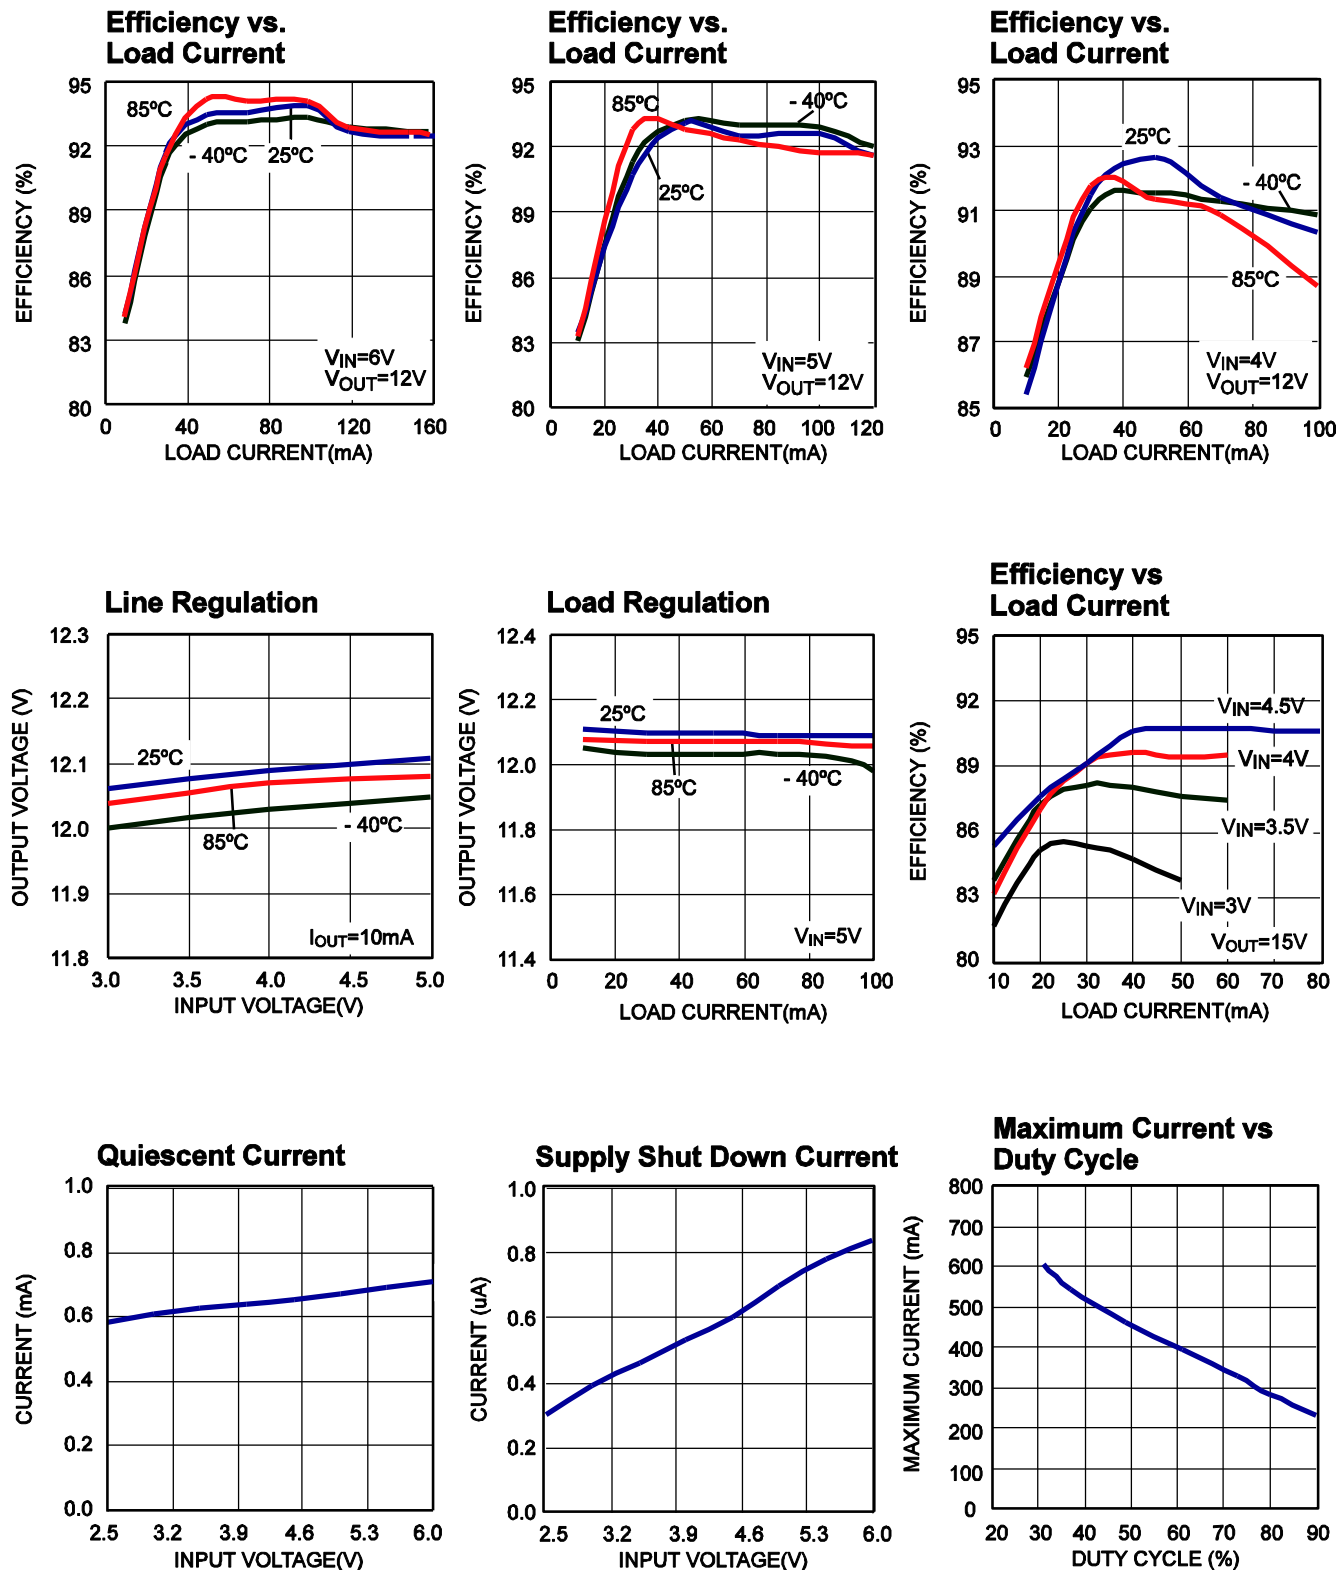 Efficiency vs.
Load Current
EFFICIENCY (%)
95
92
89
86
83
80
85ºC
- 40ºC
25ºC
VIN=6V
VOUT=12V
0 40 80 120 160
LOAD CURRENT(mA)
Efficiency vs.
Load Current
EFFICIENCY (%)
95
92
89
86
83
80
85ºC
- 40ºC
25ºC
VIN=5V
VOUT=12V
0 20 40 60 80 100 120
LOAD CURRENT(mA)
Efficiency vs.
Load Current
EFFICIENCY (%)
95
93
91
89
87
85
25ºC
- 40ºC
85ºC
VIN=4V
VOUT=12V
0 20 40 60 80 100
LOAD CURRENT(mA)
Line Regulation
OUTPUT VOLTAGE (V)
12.3
12.2
12.1
12.0
11.9
11.8
25ºC
85ºC
- 40ºC
IOUT=10mA
3.0 3.5 4.0 4.5 5.0
INPUT VOLTAGE(V)
Load Regulation
OUTPUT VOLTAGE (V)
12.4
12.2
12.0
11.8
11.6
11.4
25ºC
85ºC
- 40ºC
VIN=5V
0 20 40 60 80 100
LOAD CURRENT(mA)
Efficiency vs
Load Current
EFFICIENCY (%)
95
92
89
86
83
80
VIN=4.5V
VIN=4V
VIN=3.5V
VIN=3V
VOUT=15V
10 20 30 40 50 60 70 80
LOAD CURRENT(mA)
Quiescent Current
CURRENT (mA)
1.0
0.8
0.6
0.4
0.2
0.0
2.5 3.2 3.9 4.6 5.3 6.0
INPUT VOLTAGE(V)
Supply Shut Down Current
CURRENT (uA)
1.0
0.8
0.6
0.4
0.2
0.0
2.5 3.2 3.9 4.6 5.3 6.0
INPUT VOLTAGE(V)
Maximum Current vs
Duty Cycle
MAXIMUM CURRENT (mA)
800
700
600
500
400
300
200
100
0
20 30 40 50 60 70 80 90
DUTY CYCLE (%)